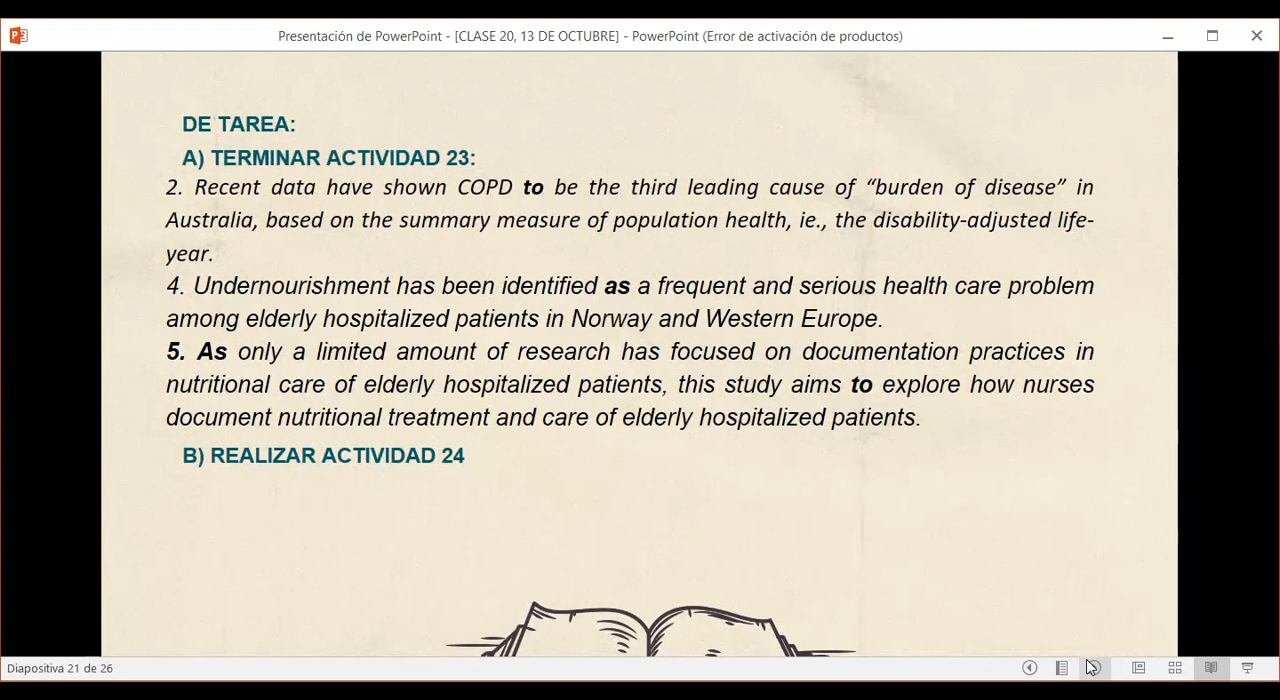 Presentación de PowerPoint - [CLASE 20, 13 DE OCTUBRE] - PowerPoint (Error de activación de productos)
DE TAREA:
A) TERMINAR ACTIVIDAD 23:
2. Recent data have shown COPD to be the third leading cause of “burden of disease” in
Australia, based on the summary measure of population health, ie., the disability-adjusted life-
year.
4. Undernourishment has been identified as a frequent and serious health care problem
among elderly hospitalized patients in Norway and Western Europe.
5. As only a limited amount of research has focused on documentation practices in
nutritional care of elderly hospitalized patients, this study aims to explore how nurses
document nutritional treatment and care of elderly hospitalized patients.
B) REALIZAR ACTIVIDAD 24
Diapositiva 21 de 26